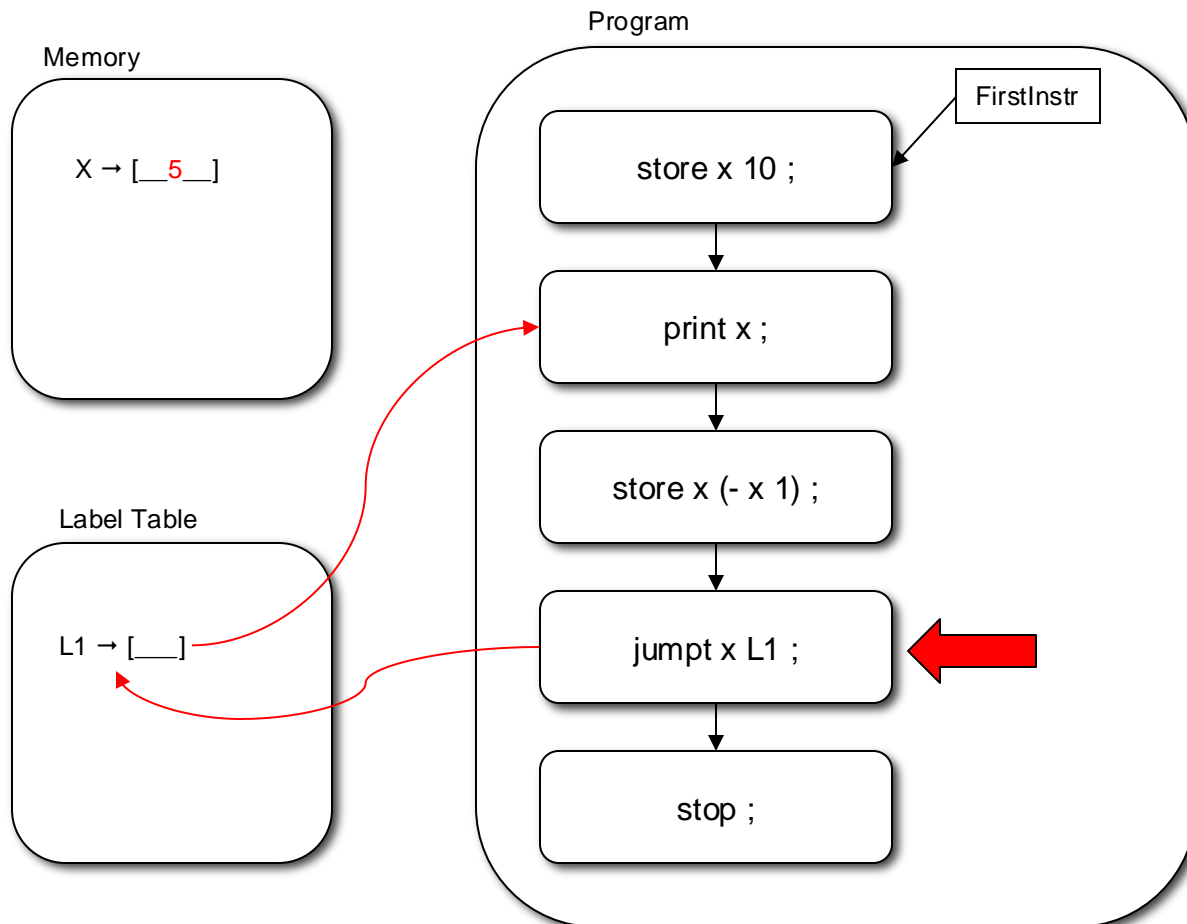 Program
Memory
FirstInstr
store x 10 ;
X → [__5__]
print x ;
store x (- x 1) ;
Label Table
L1 → [___]
jumpt x L1 ;
stop ;